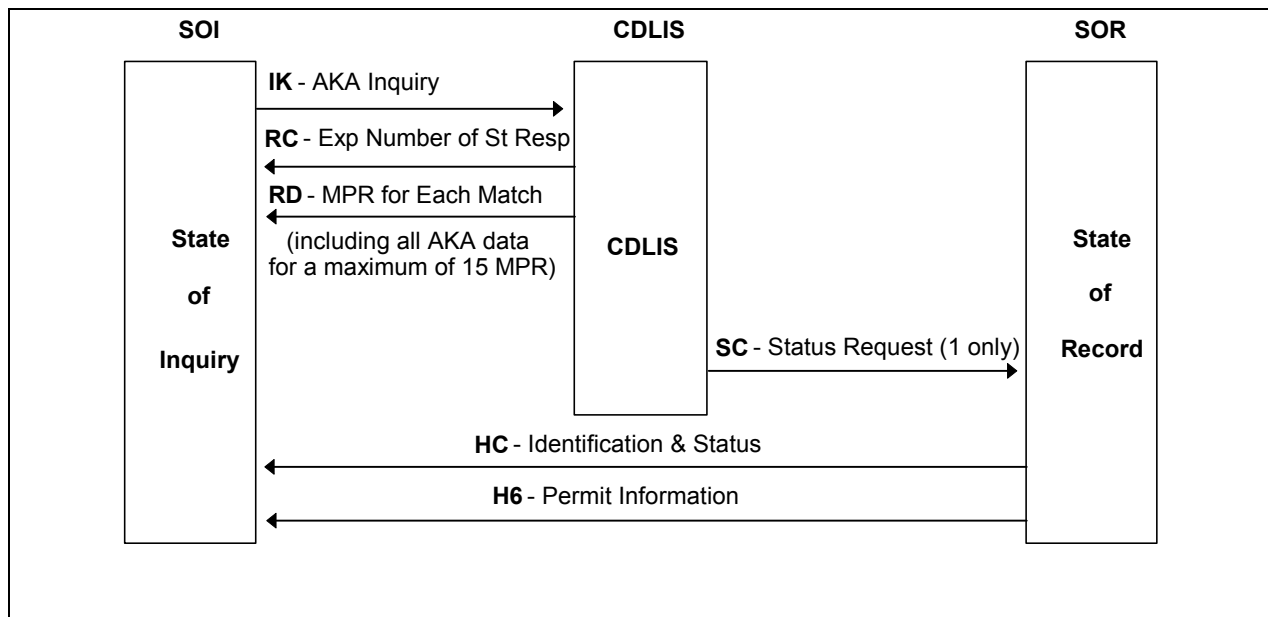 SOI CDLIS SOR
IK - AKA Inquiry
RC - Exp Number of St Resp
RD - MPR for Each Match
(including all AKA data
for a maximum of 15 MPR)
State
of
Inquiry
CDLIS
State
of
Record
SC - Status Request (1 only)
HC - Identification & Status
H6 - Permit Information